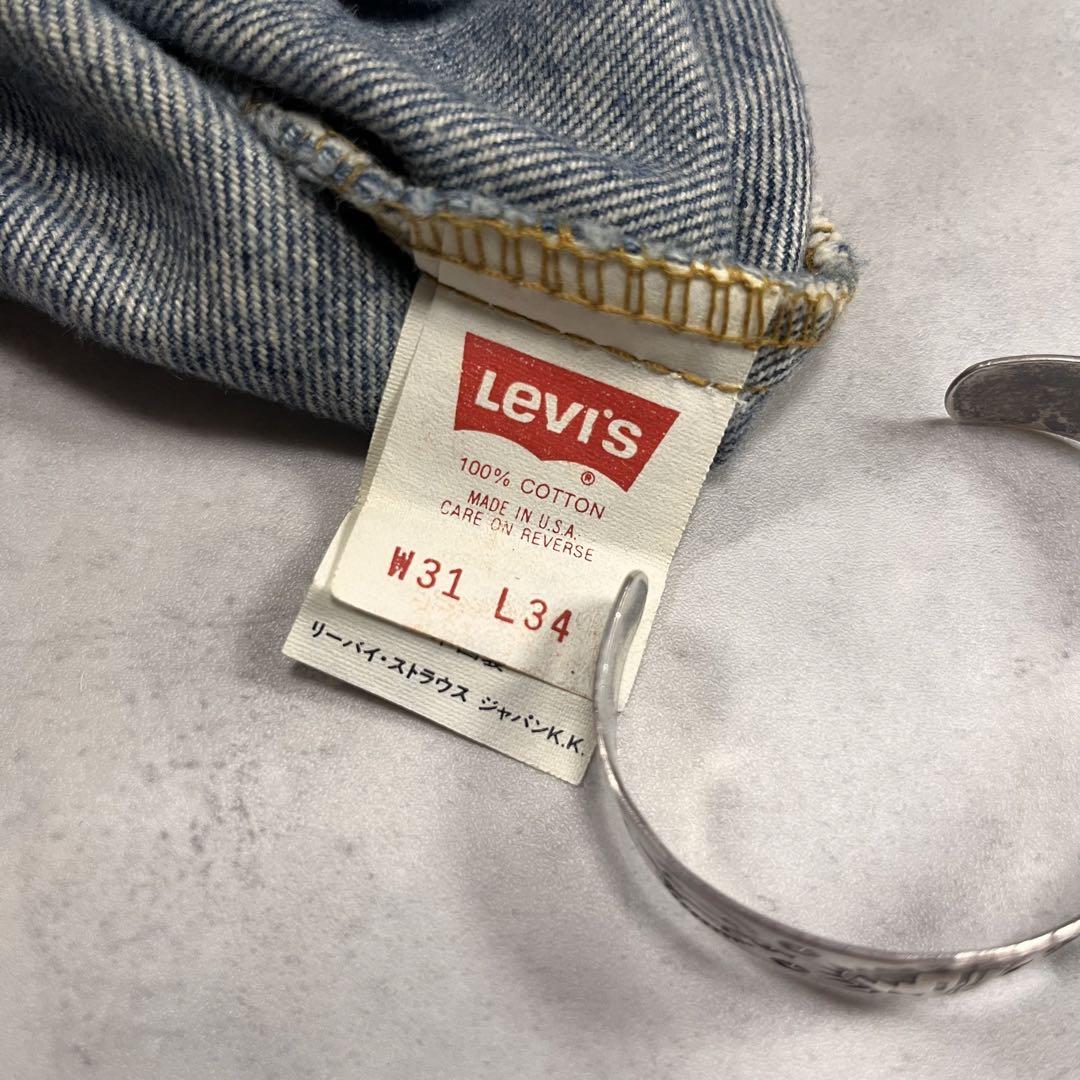 LEVI'S
®
100% COTTON
MADE IN U.S.A.
CARE ON REVERSE
W31 L34
リーバイ・ストラウス ジャパンK.K.